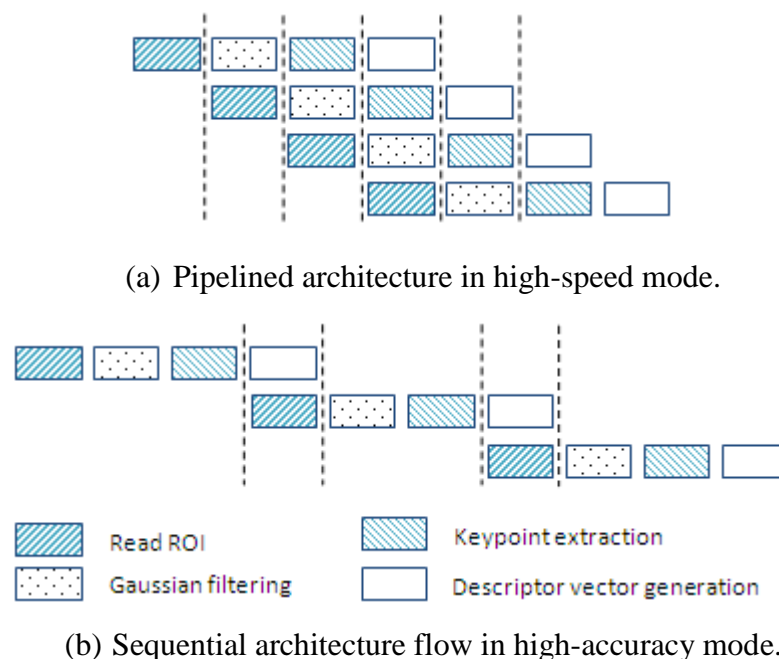 (a) Pipelined architecture in high-speed mode.
Read ROI
Keypoint extraction
Gaussian filtering
Descriptor vector generation
(b) Sequential architecture flow in high-accuracy mode.